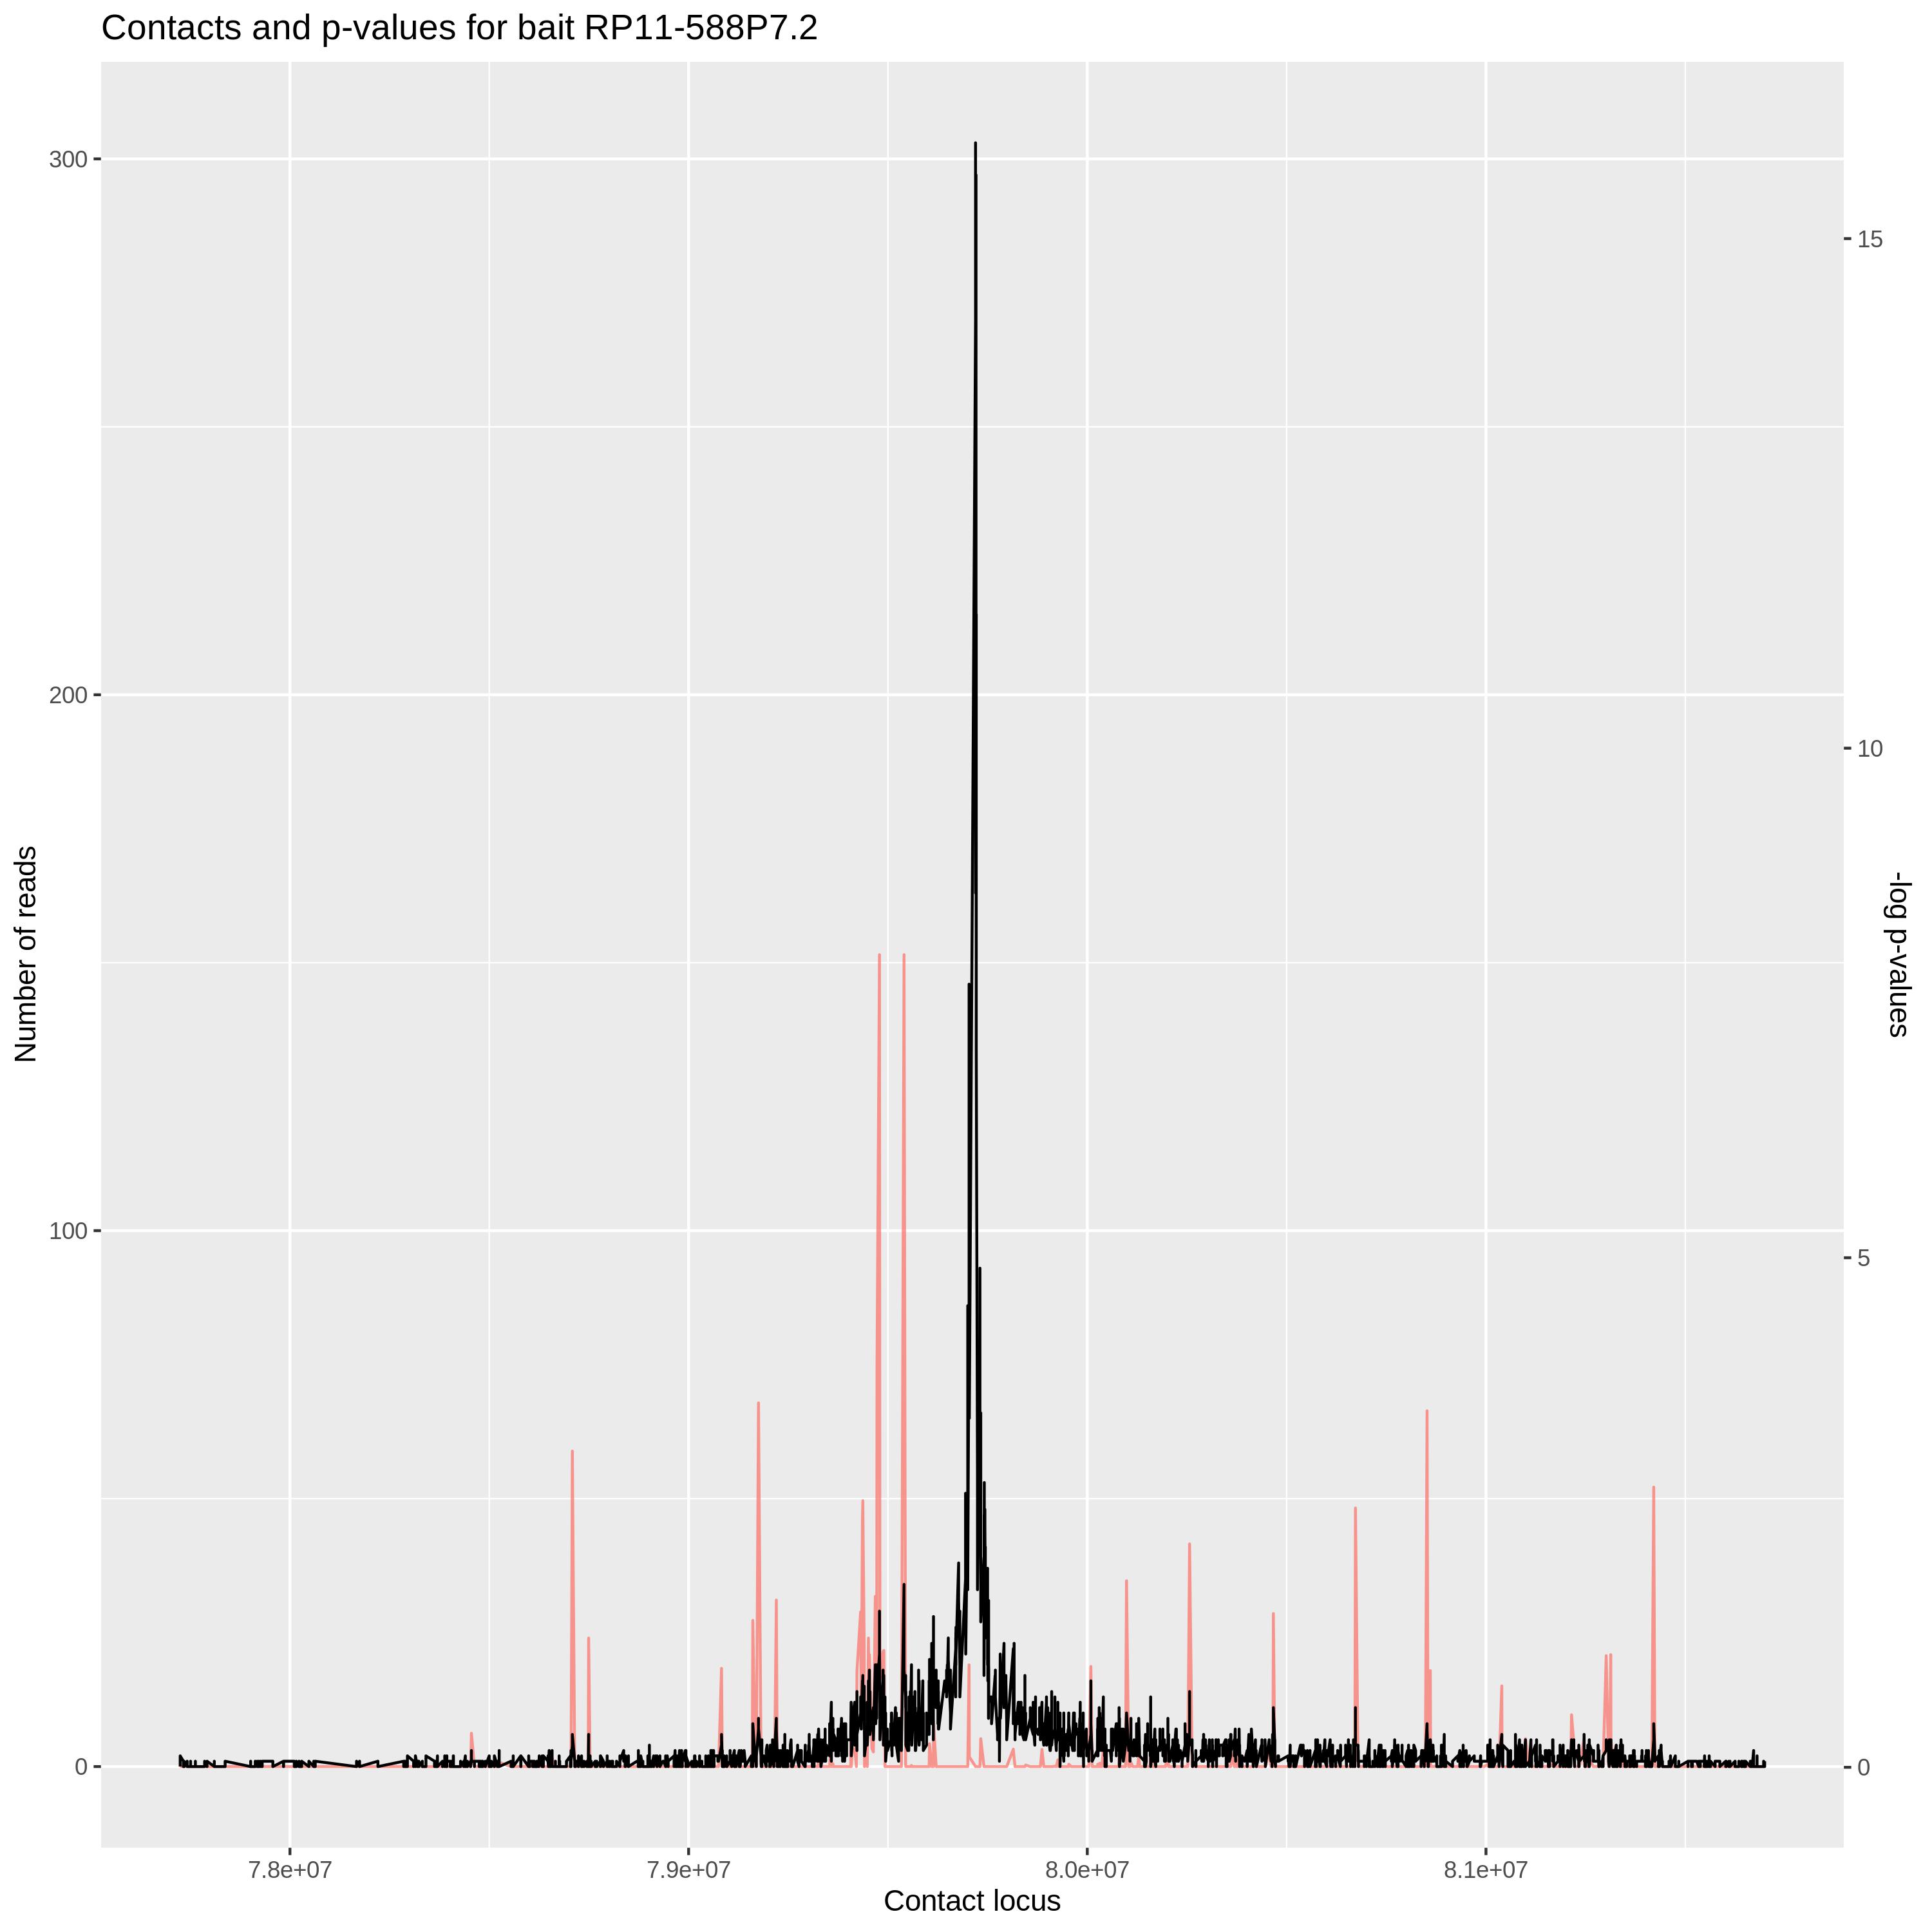 Contacts and p-values for bait RP11-588P7.2
300
200
100
0
Number of reads
15
10
5
0
-log p-values
7.8e+07
7.9e+07
8.0e+07
8.1e+07
Contact locus